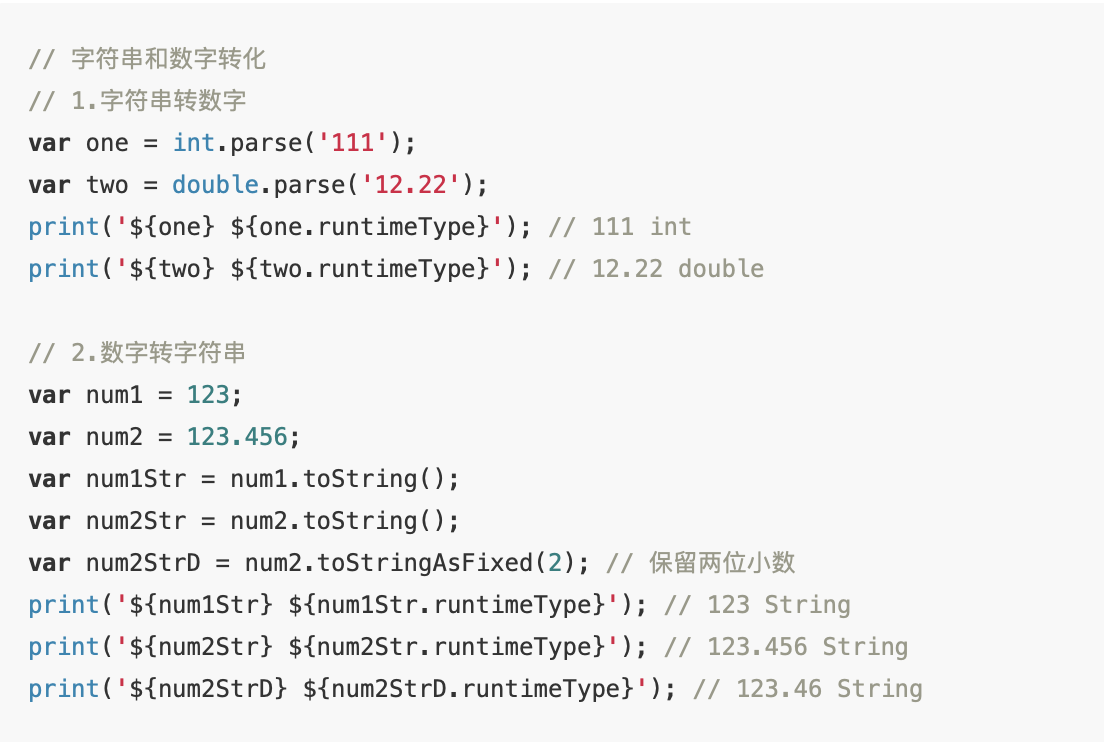 // 字符串和数字转化
// 1.字符串转数字
var one = int.parse('111');
var two = double.parse('12.22');
print('${one} ${one.runtimeType}'); // 111 int
print('${two} ${two.runtimeType}'); // 12.22 double
// 2.数字转字符串
var num1 = 123;
var num2 = 123.456;
var num1Str = num1.toString();
var num2Str = num2.toString();
var num2StrD = num2.toStringAsFixed(2); // 保留两位小数
print('${num1Str} ${num1Str.runtimeType}'); // 123 String
print('${num2Str} ${num2Str.runtimeType}'); // 123.456 String
print('${num2StrD} ${num2StrD.runtimeType}'); // 123.46 String